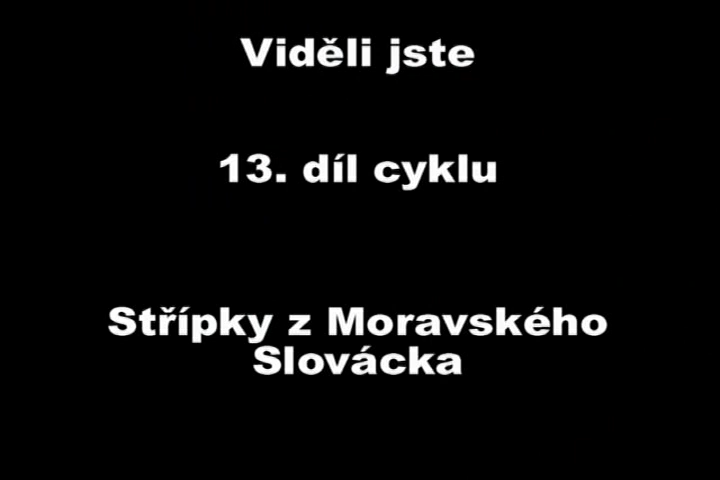 Viděli jste
13. díl cyklu
Střípky z Moravského
Slovácka